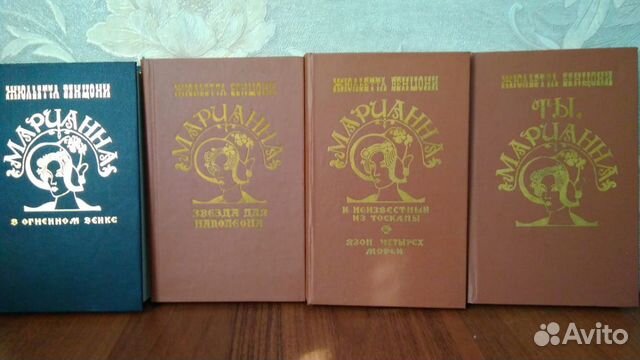 ЖЮЛЬЕТТА БЕНЦОНИ
МАРИАННА
В ОГНЕННОМ ВЕНКЕ
ЖЮЛЬЕТТА БЕНЦОНИ
МАРИАННА
ЗВЕЗДА ДЛЯ
НАПОЛЕОНА
ЖЮЛЬЕТТА БЕНЦОНИ
МАРИАННА
И НЕИЗВЕСТНЫЙ
ИЗ ТОСКАНЫ
ЯЗОН ЧЕТЫРЕХ
МОРЕЙ
ЖЮЛЬЕТТА БЕНЦОНИ
ТЫ,
МАРИАННА
Avito